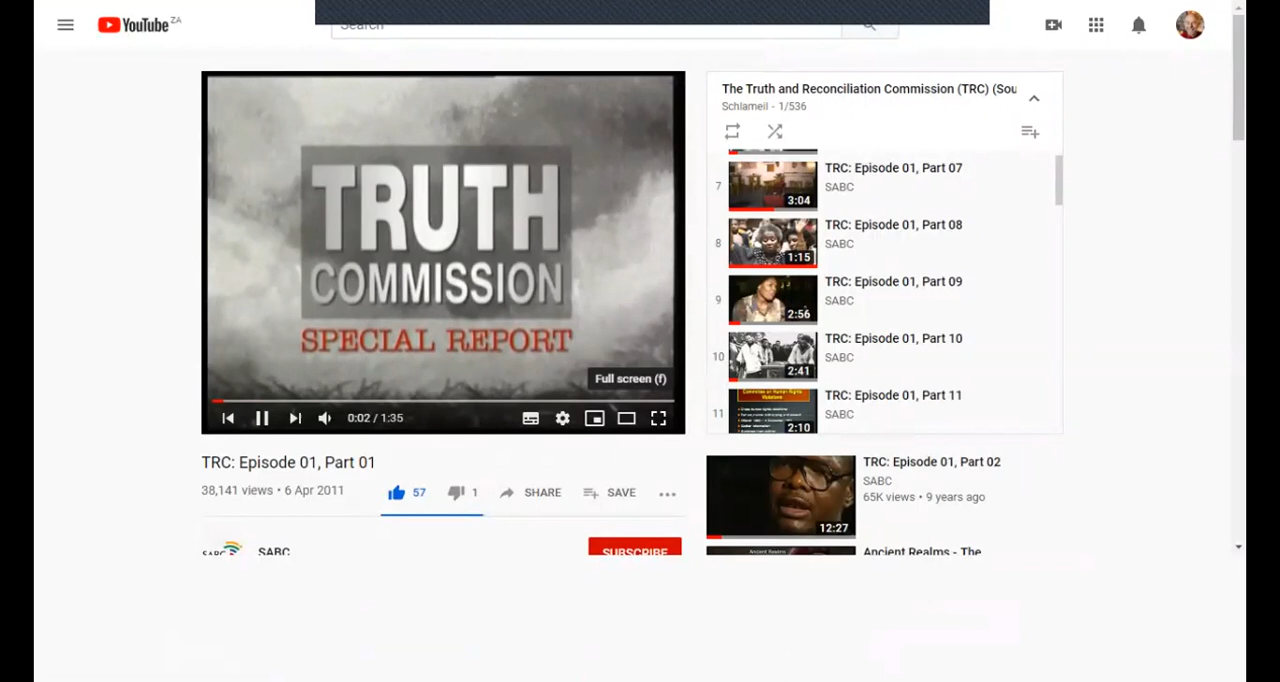 YouTube ZA
Search
TRUTH
COMMISSION
SPECIAL REPORT
Full screen (f)
0:02 / 1:35
TRC: Episode 01, Part 01
38,141 views • 6 Apr 2011
57
1
SHARE
SAVE
SABC
SABC
SUBSCRIBE
The Truth and Reconciliation Commission (TRC) (Sou
Schlameil - 1/536
7
3:04
TRC: Episode 01, Part 07
SABC
8
1:15
TRC: Episode 01, Part 08
SABC
9
2:56
TRC: Episode 01, Part 09
SABC
10
2:41
TRC: Episode 01, Part 10
SABC
11
2:10
TRC: Episode 01, Part 11
SABC
12:27
TRC: Episode 01, Part 02
SABC
65K views • 9 years ago
Ancient Realms - The